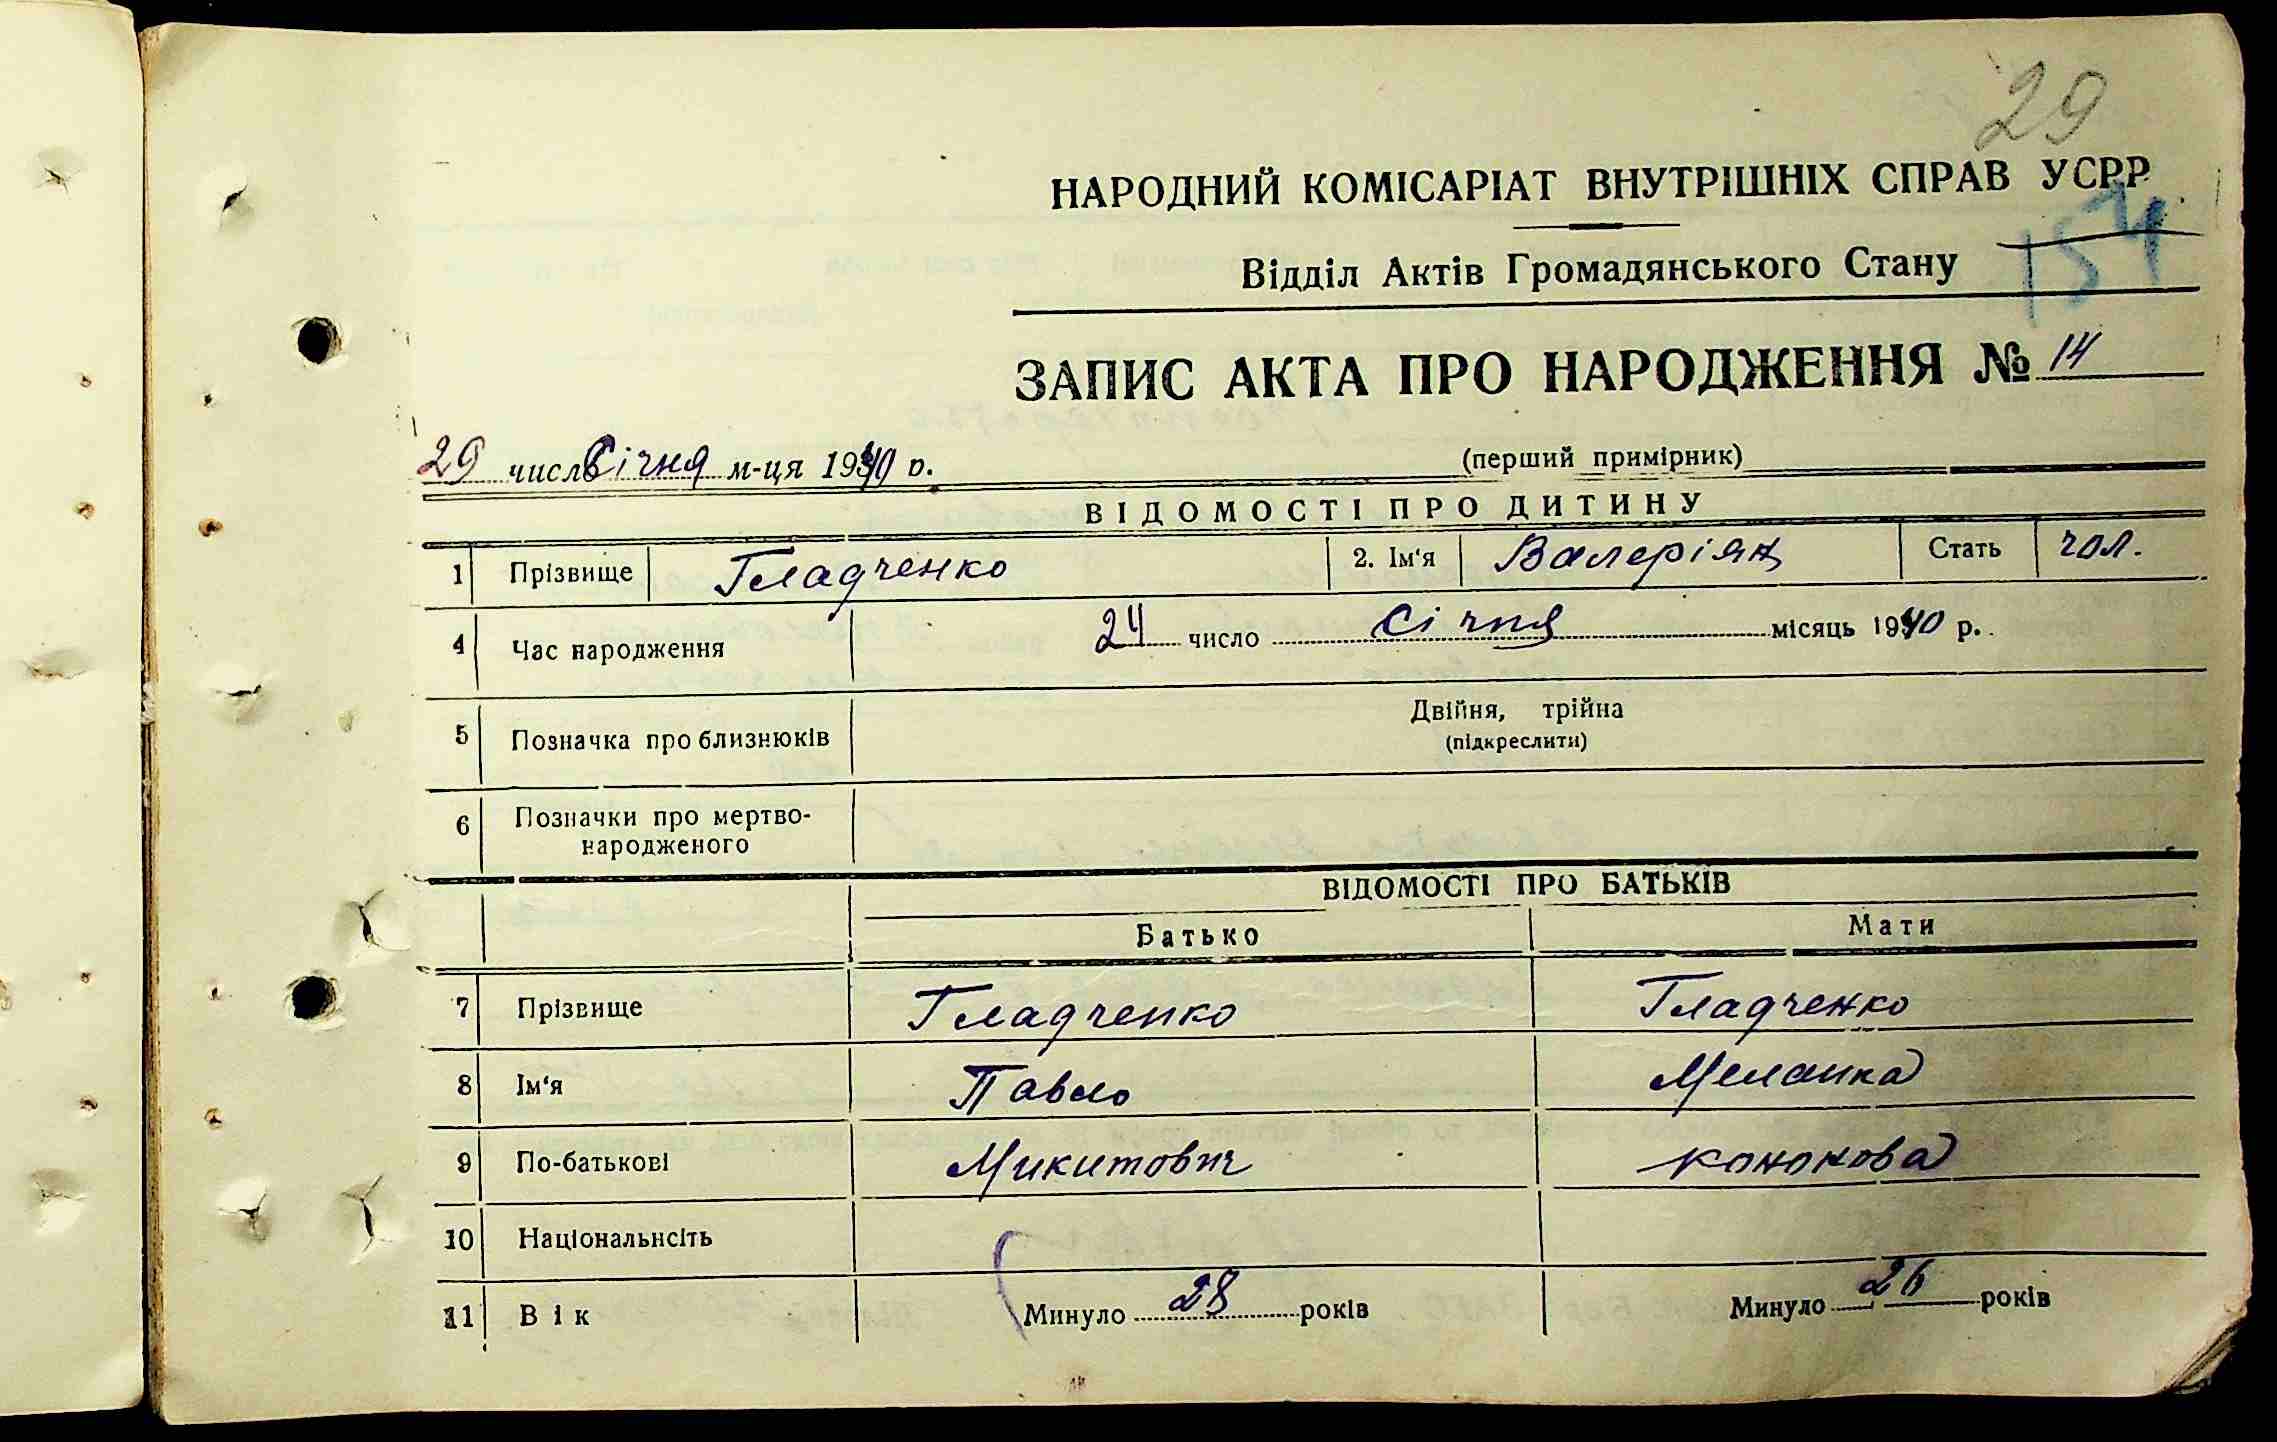 29
НАРОДНИЙ КОМІСАРІАТ ВНУТРІШНІХ СПРАВ УСРР
154
Відділ Актів Громадянського Стану
ЗАПИС АКТА ПРО НАРОДЖЕННЯ № 14
29 числа Січня м-ця 1940 р. (перший примірник)
ВІДОМОСТІ ПРО ДИТИНУ
1 Прізвище Гладченко 2. Ім'я Валеріян Стать чол.
4 Час народження 24 число Січня місяць 1940 р.
5 Позначка про близнюків Двійня, трійна
(підкреслити)
6 Позначки про мертво-
народженого
ВІДОМОСТІ ПРО БАТЬКІВ
Батько Мати
7 Прізвище Гладченко Гладченко
8 Ім'я Павло Меланка
9 По-батькові Микитович Кононова
10 Національнсіть
11 Вік Минуло 28 років Минуло 26 років